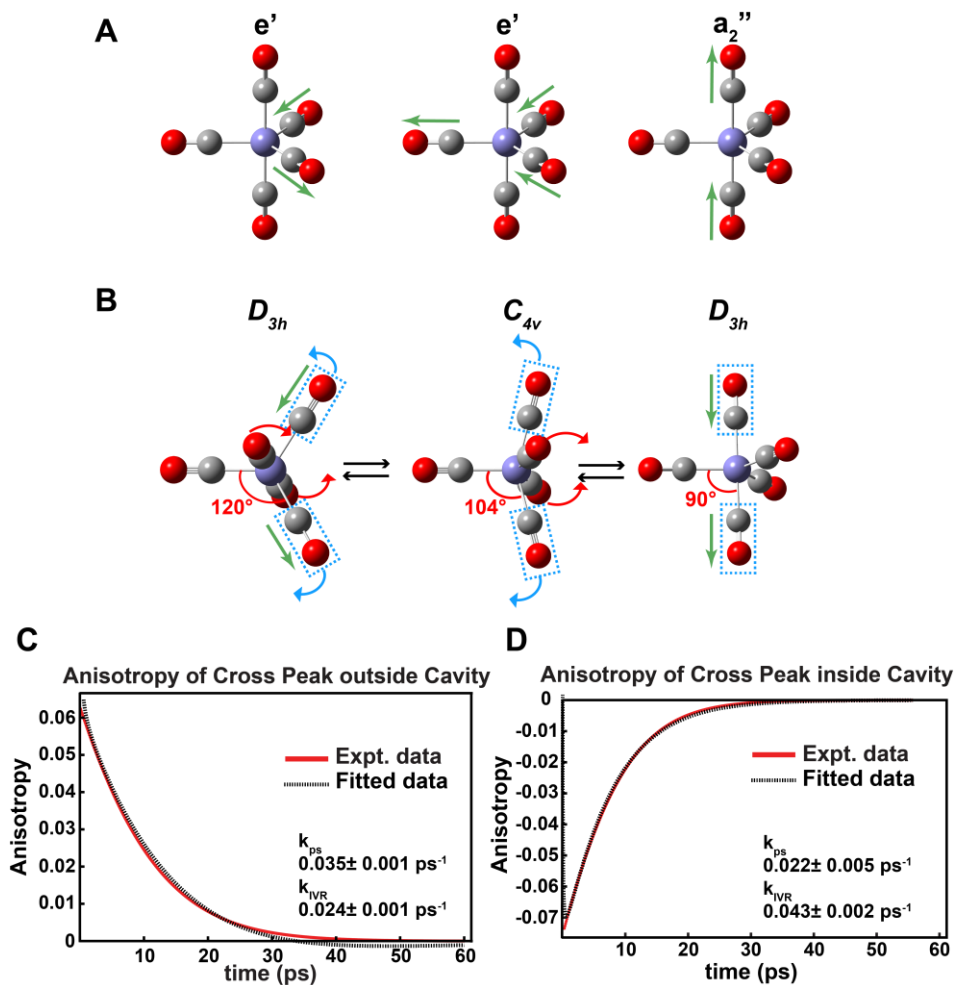 A
e' e' a2''
B
D3h C4v D3h
120° 104° 90°
C
Anisotropy of Cross Peak outside Cavity
Anisotropy
0.06
0.05
0.04
0.03
0.02
0.01
0
Expt. data
Fitted data
kps
0.035± 0.001 ps-1
kIVR
0.024± 0.001 ps-1
0 10 20 30 40 50 60
time (ps)
D
Anisotropy of Cross Peak inside Cavity
Anisotropy
0
-0.01
-0.02
-0.03
-0.04
-0.05
-0.06
-0.07
Expt. data
Fitted data
kps
0.022± 0.005 ps-1
kIVR
0.043± 0.002 ps-1
10 20 30 40 50 60
time (ps)